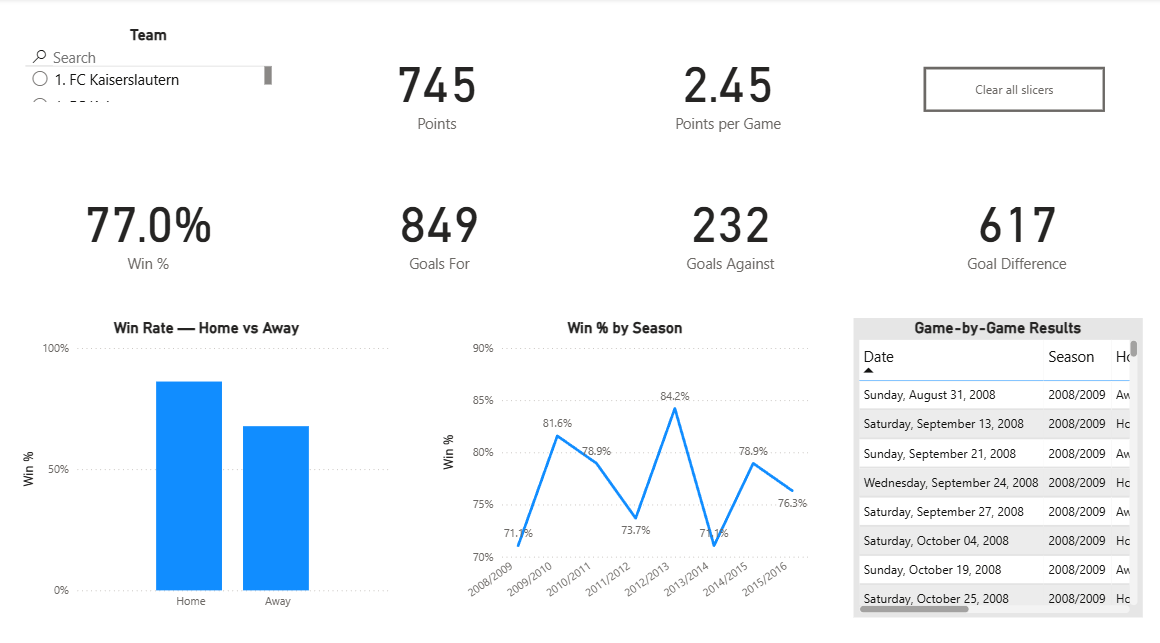 Team
Search
1. FC Kaiserslautern
745
Points
2.45
Points per Game
Clear all slicers
77.0%
Win %
849
Goals For
232
Goals Against
617
Goal Difference
Win Rate — Home vs Away
Win %
100%
50%
0%
Home
Away
Win % by Season
Win %
90%
85%
80%
75%
70%
71.1%
81.6%
78.9%
73.7%
84.2%
71.1%
78.9%
76.3%
2008/2009
2009/2010
2010/2011
2011/2012
2012/2013
2013/2014
2014/2015
2015/2016
Game-by-Game Results
Date Season Ho
Sunday, August 31, 2008 2008/2009 Aw
Saturday, September 13, 2008 2008/2009 Ho
Sunday, September 21, 2008 2008/2009 Aw
Wednesday, September 24, 2008 2008/2009 Ho
Saturday, September 27, 2008 2008/2009 Aw
Saturday, October 04, 2008 2008/2009 Ho
Sunday, October 19, 2008 2008/2009 Aw
Saturday, October 25, 2008 2008/2009 Ho